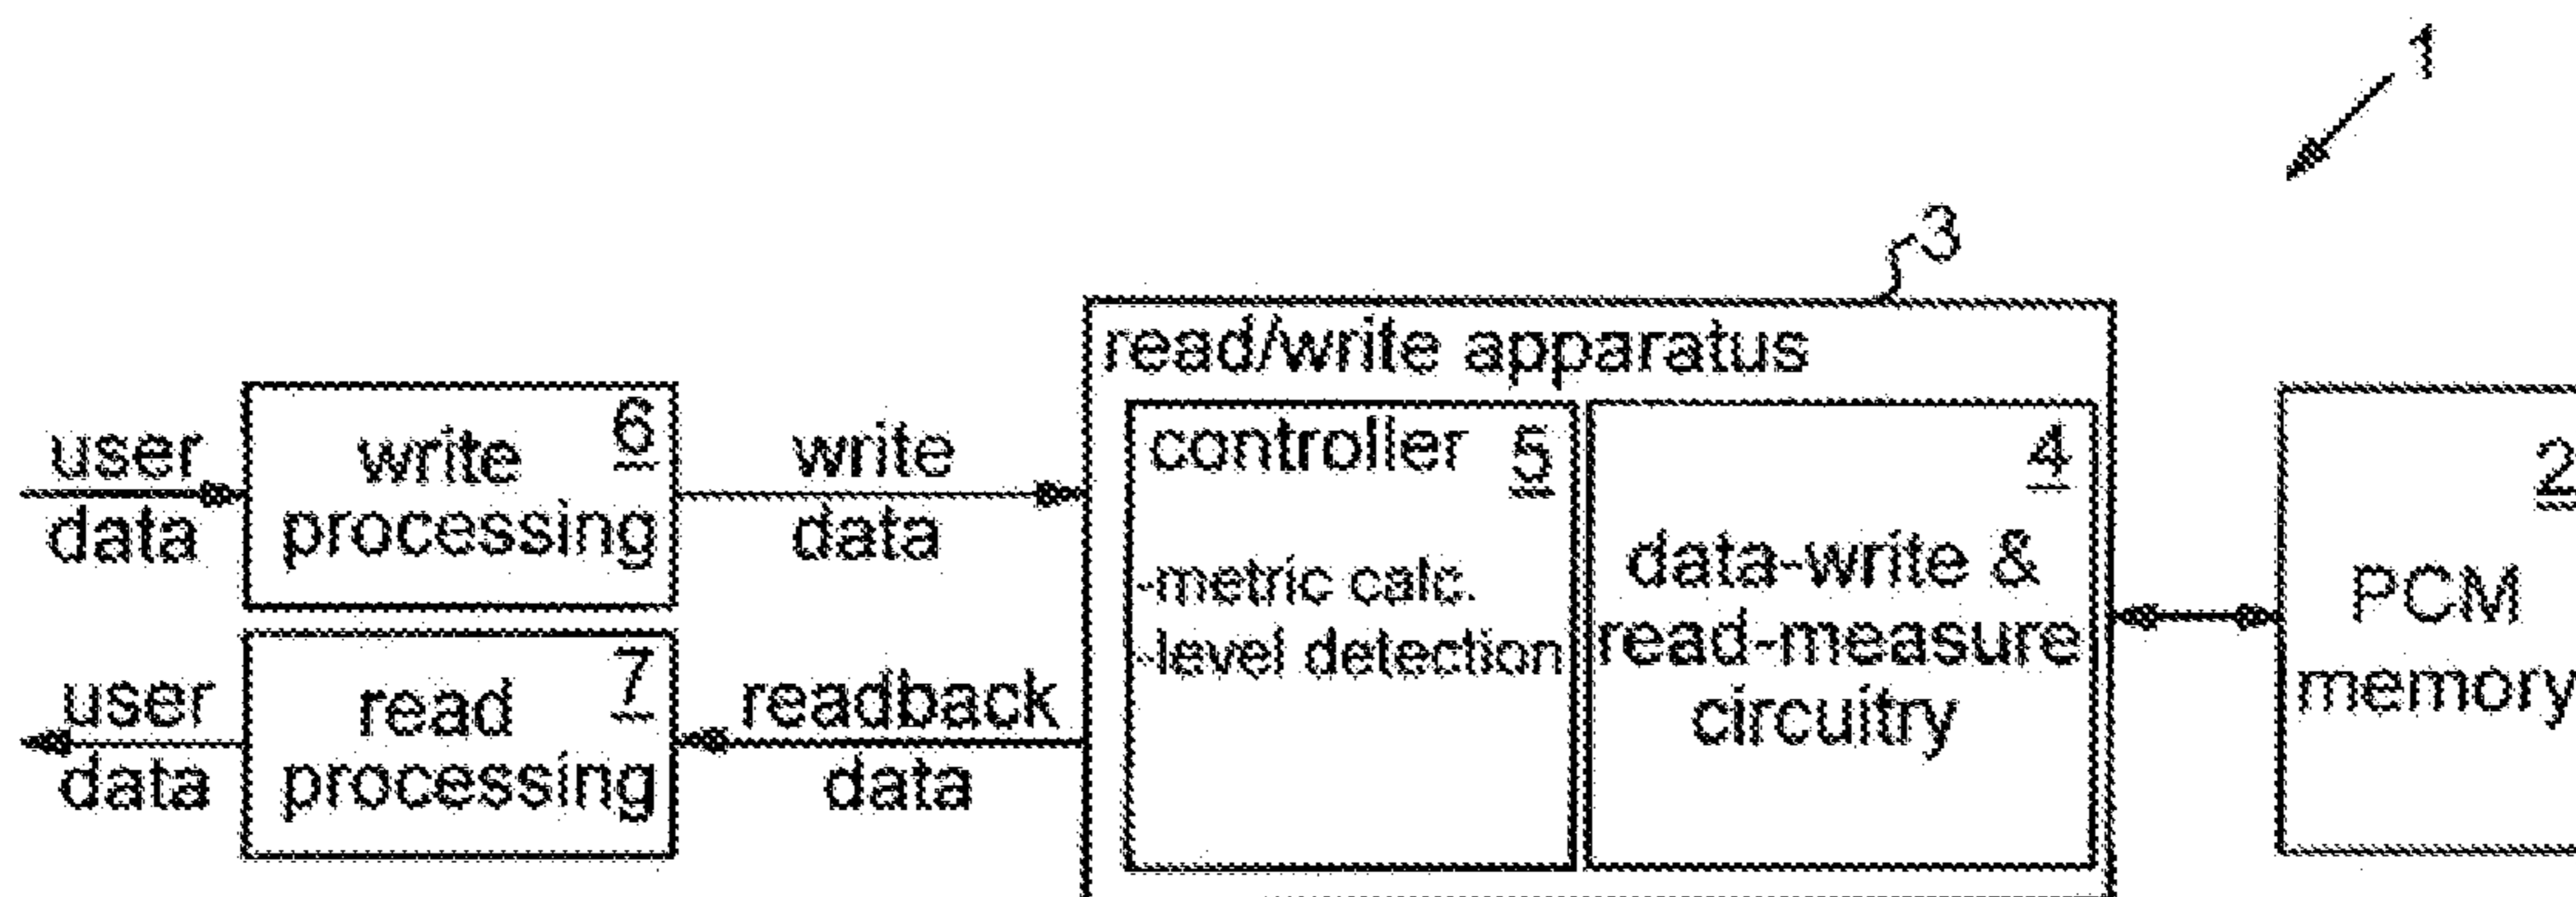 1
3
read/write apparatus
user
data
write
processing
6
write
data
controller
5
-metric calc.
-level detection
4
data-write &
read-measure
circuitry
2
PCM
memory
user
data
read
processing
7
readback
data